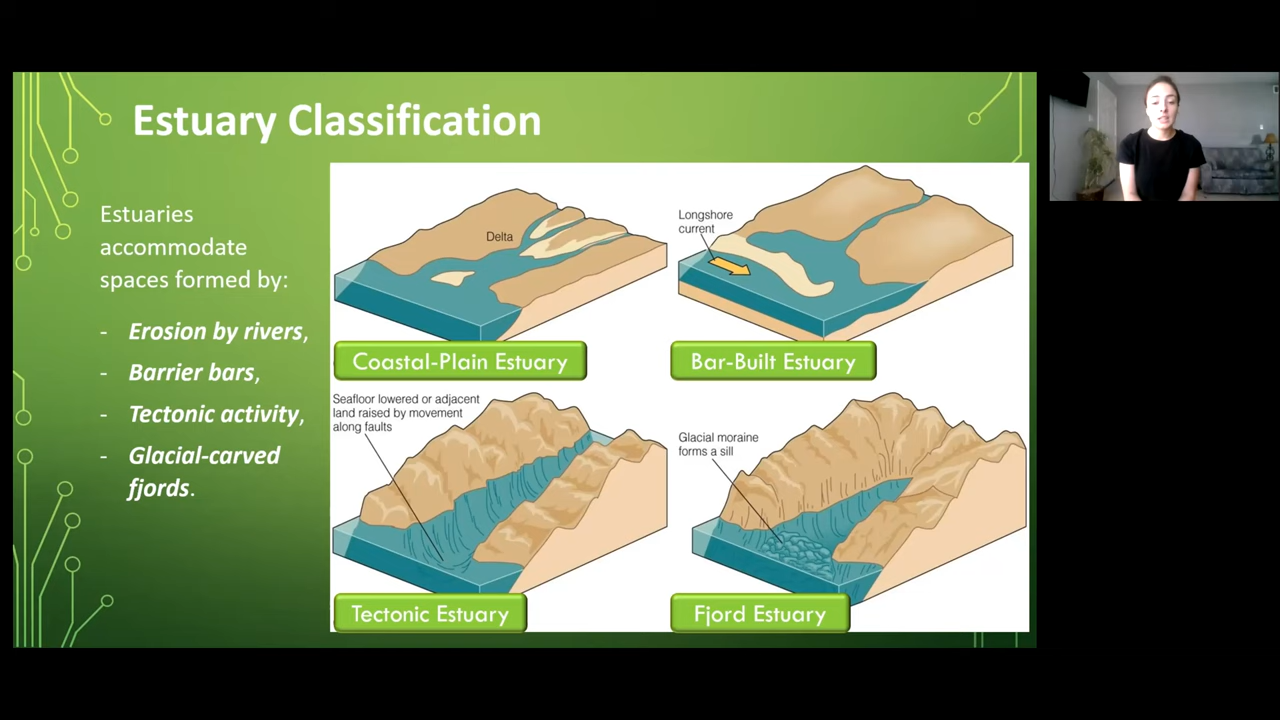 Estuary Classification
Estuaries
accommodate
spaces formed by:
- Erosion by rivers,
- Barrier bars,
- Tectonic activity,
- Glacial-carved
fjords.
Delta
Coastal-Plain Estuary
Longshore
current
Bar-Built Estuary
Seafloor lowered or adjacent
land raised by movement
along faults
Tectonic Estuary
Glacial moraine
forms a sill
Fjord Estuary